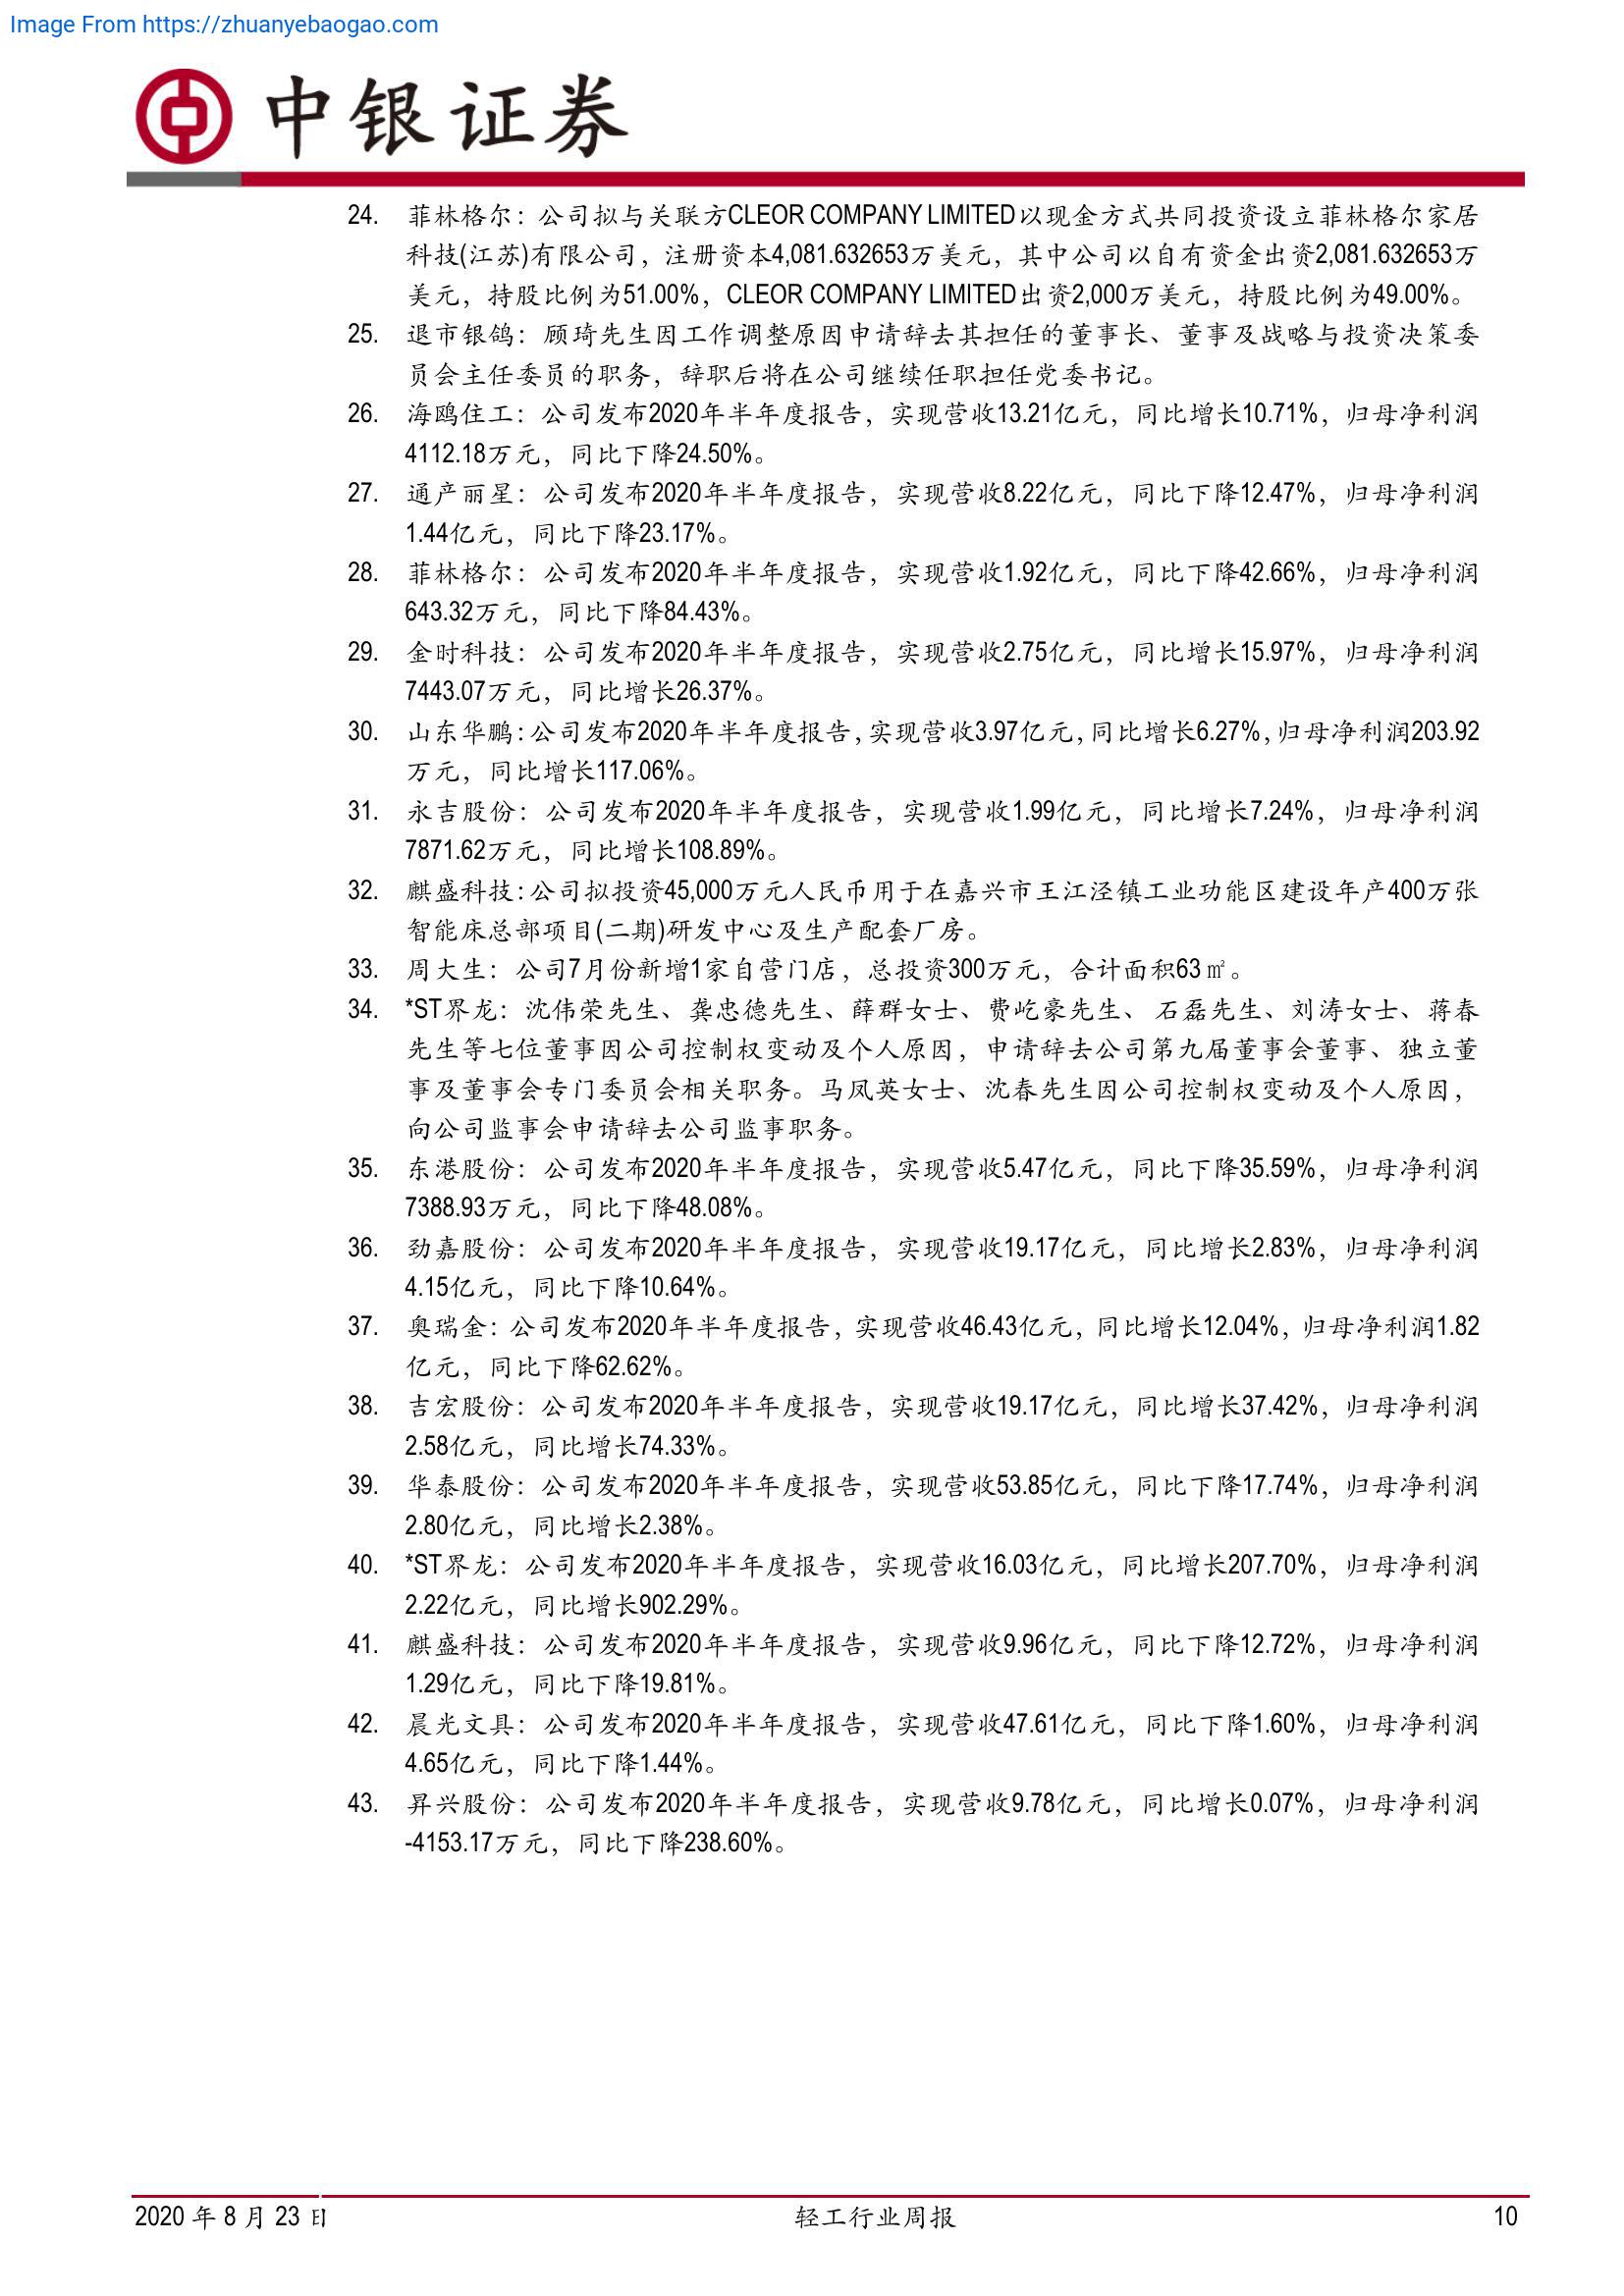 Image From https://zhuanyebaogao.com
中银证券
24. 菲林格尔：公司拟与关联方CLEOR COMPANY LIMITED以现金方式共同投资设立菲林格尔家居
科技(江苏)有限公司，注册资本4,081.632653万美元，其中公司以自有资金出资2,081.632653万
美元，持股比例为51.00%，CLEOR COMPANY LIMITED出资2,000万美元，持股比例为49.00%。
25. 退市银鸽：顾琦先生因工作调整原因申请辞去其担任的董事长、董事及战略与投资决策委
员会主任委员的职务，辞职后将在公司继续任职担任党委书记。
26. 海鸥住工：公司发布2020年半年度报告，实现营收13.21亿元，同比增长10.71%，归母净利润
4112.18万元，同比下降24.50%。
27. 通产丽星：公司发布2020年半年度报告，实现营收8.22亿元，同比下降12.47%，归母净利润
1.44亿元，同比下降23.17%。
28. 菲林格尔：公司发布2020年半年度报告，实现营收1.92亿元，同比下降42.66%，归母净利润
643.32万元，同比下降84.43%。
29. 金时科技：公司发布2020年半年度报告，实现营收2.75亿元，同比增长15.97%，归母净利润
7443.07万元，同比增长26.37%。
30. 山东华鹏：公司发布2020年半年度报告，实现营收3.97亿元，同比增长6.27%，归母净利润203.92
万元，同比增长117.06%。
31. 永吉股份：公司发布2020年半年度报告，实现营收1.99亿元，同比增长7.24%，归母净利润
7871.62万元，同比增长108.89%。
32. 麒盛科技：公司拟投资45,000万元人民币用于在嘉兴市王江泾镇工业功能区建设年产400万张
智能床总部项目(二期)研发中心及生产配套厂房。
33. 周大生：公司7月份新增1家自营门店，总投资300万元，合计面积63㎡。
34. *ST界龙：沈伟荣先生、龚忠德先生、薛群女士、费屹豪先生、石磊先生、刘涛女士、蒋春
先生等七位董事因公司控制权变动及个人原因，申请辞去公司第九届董事会董事、独立董
事及董事会专门委员会相关职务。马凤英女士、沈春先生因公司控制权变动及个人原因，
向公司监事会申请辞去公司监事职务。
35. 东港股份：公司发布2020年半年度报告，实现营收5.47亿元，同比下降35.59%，归母净利润
7388.93万元，同比下降48.08%。
36. 劲嘉股份：公司发布2020年半年度报告，实现营收19.17亿元，同比增长2.83%，归母净利润
4.15亿元，同比下降10.64%。
37. 奥瑞金：公司发布2020年半年度报告，实现营收46.43亿元，同比增长12.04%，归母净利润1.82
亿元，同比下降62.62%。
38. 吉宏股份：公司发布2020年半年度报告，实现营收19.17亿元，同比增长37.42%，归母净利润
2.58亿元，同比增长74.33%。
39. 华泰股份：公司发布2020年半年度报告，实现营收53.85亿元，同比下降17.74%，归母净利润
2.80亿元，同比增长2.38%。
40. *ST界龙：公司发布2020年半年度报告，实现营收16.03亿元，同比增长207.70%，归母净利润
2.22亿元，同比增长902.29%。
41. 麒盛科技：公司发布2020年半年度报告，实现营收9.96亿元，同比下降12.72%，归母净利润
1.29亿元，同比下降19.81%。
42. 晨光文具：公司发布2020年半年度报告，实现营收47.61亿元，同比下降1.60%，归母净利润
4.65亿元，同比下降1.44%。
43. 昇兴股份：公司发布2020年半年度报告，实现营收9.78亿元，同比增长0.07%，归母净利润
-4153.17万元，同比下降238.60%。
2020 年 8 月 23 日 轻工行业周报 10